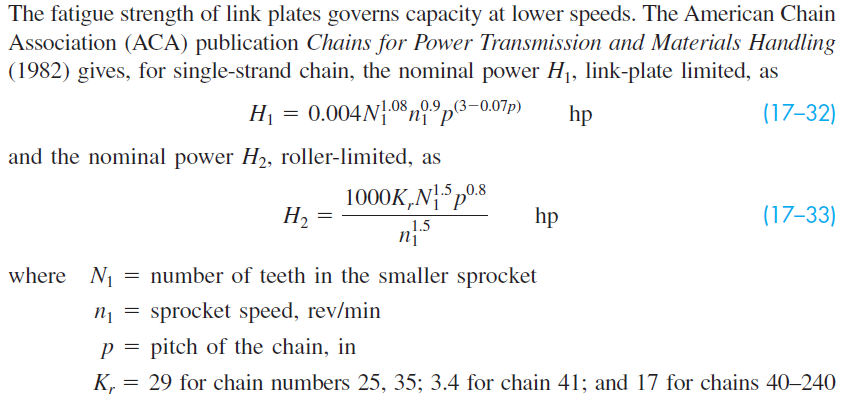 The fatigue strength of link plates governs capacity at lower speeds. The American Chain
Association (ACA) publication Chains for Power Transmission and Materials Handling
(1982) gives, for single-strand chain, the nominal power H₁, link-plate limited, as
H₁ = 0.004N₁^1.08 n₁^0.9 p^(3−0.07p) hp (17–32)
and the nominal power H₂, roller-limited, as
H₂ = 1000KᵣN₁^1.5 p^0.8 / n₁^1.5 hp (17–33)
where N₁ = number of teeth in the smaller sprocket
n₁ = sprocket speed, rev/min
p = pitch of the chain, in
Kᵣ = 29 for chain numbers 25, 35; 3.4 for chain 41; and 17 for chains 40–240